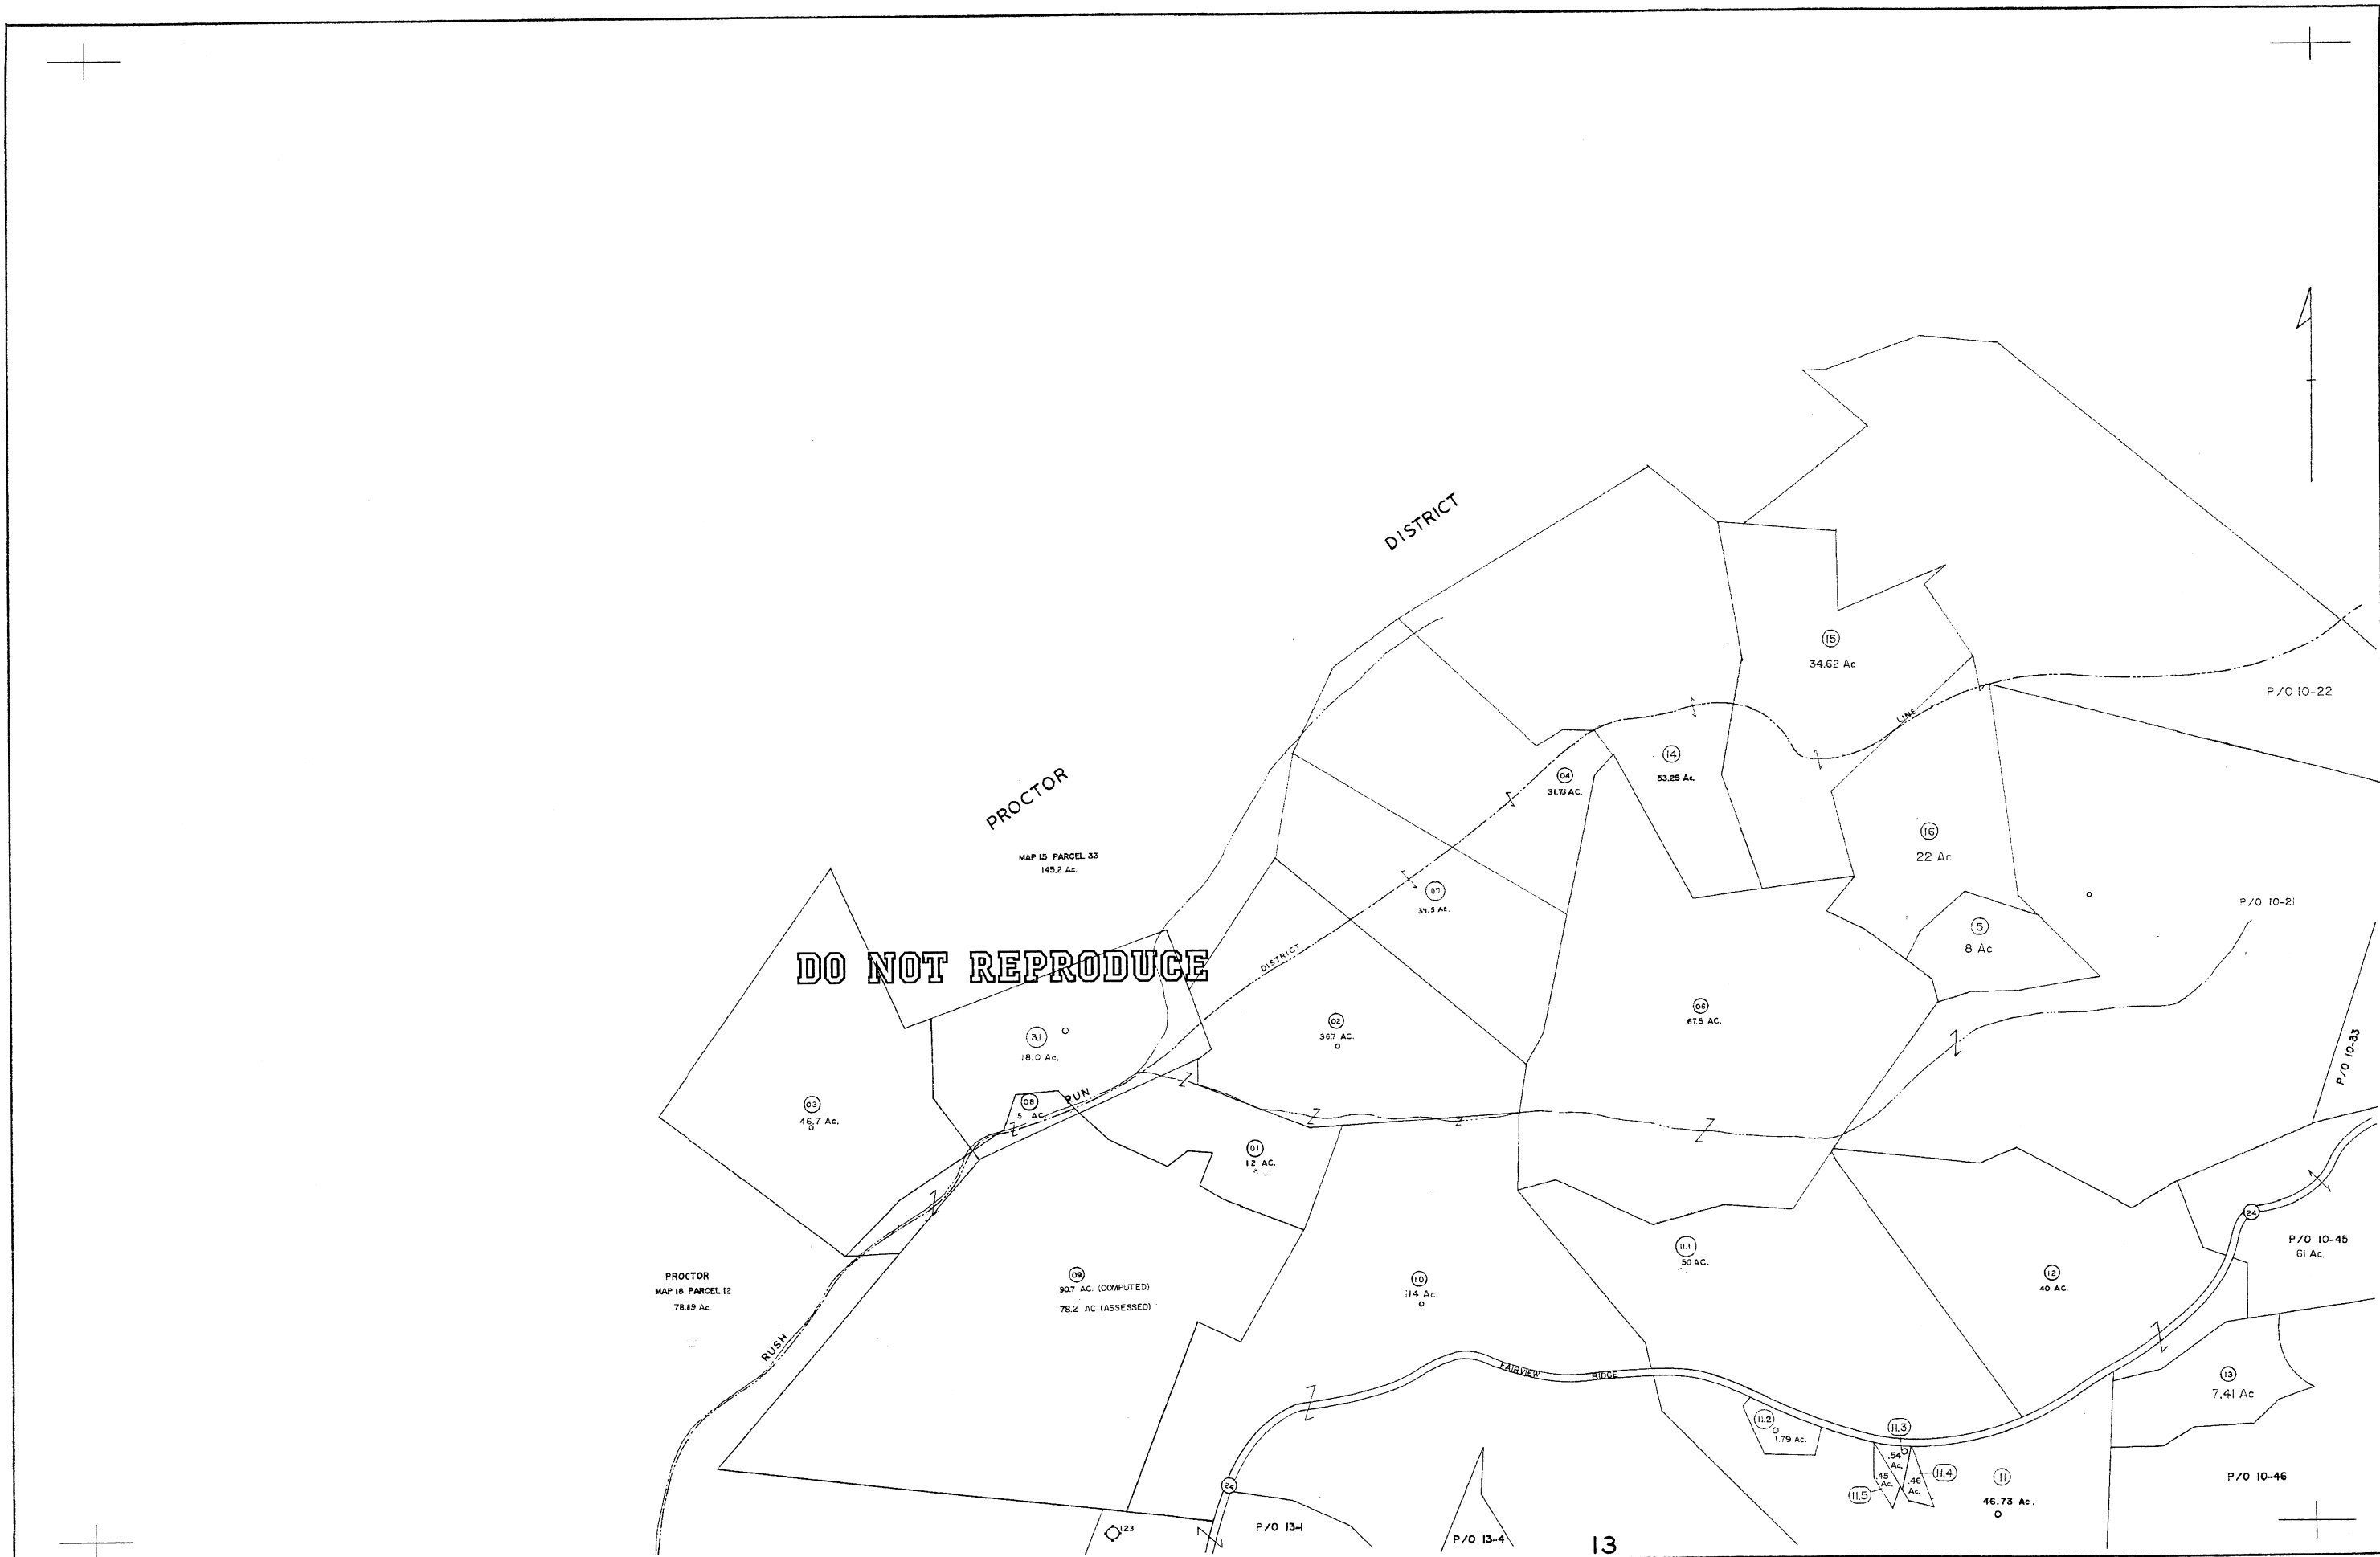 DISTRICT
15
34.62 Ac
P/O 10-22
LINE
PROCTOR
14
53.25 Ac.
04
31.73 AC.
16
22 Ac
MAP 15 PARCEL 33
145.2 Ac.
07
34.5 Ac.
P/O 10-21
5
8 Ac
DISTRICT
DO NOT REPRODUCE
06
67.5 AC.
02
36.7 AC.
3.1
18.0 Ac.
P/O 10-33
03
46.7 Ac.
08
5 AC.
RUN
01
12 AC.
24
P/O 10-45
61 Ac.
11.1
50 AC.
12
40 AC.
09
90.7 AC. (COMPUTED)
78.2 AC. (ASSESSED)
10
114 Ac
PROCTOR
MAP 18 PARCEL 12
78.89 Ac.
RUSH
FAIRVIEW RIDGE
13
7.41 Ac
11.2
1.79 Ac.
11.3
.54
Ac.
.45
Ac.
.46
Ac.
11.4
11.5
11
46.73 Ac.
P/O 10-46
24
P/O 13-1
123
P/O 13-4
13